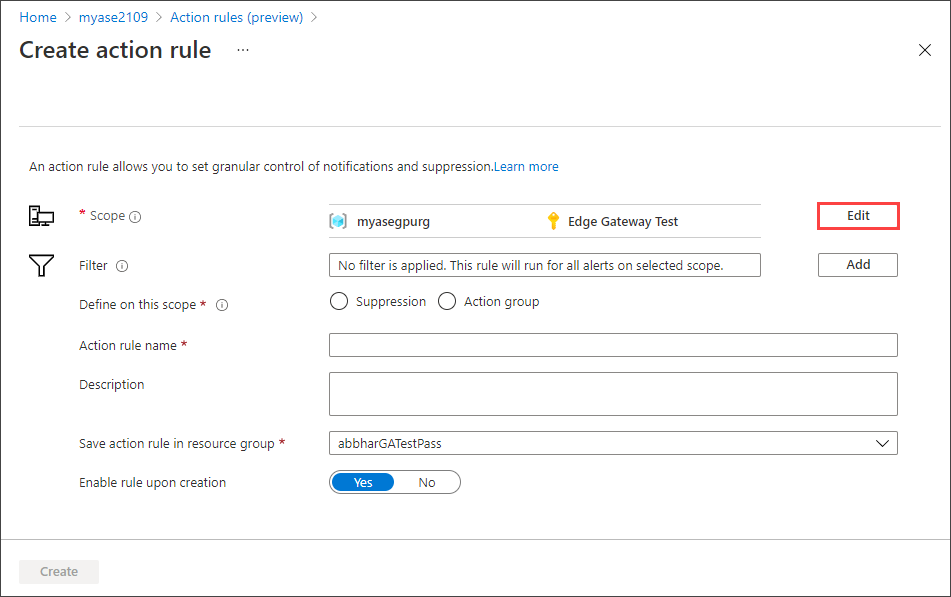 Home > myase2109 > Action rules (preview) >
Create action rule ...
An action rule allows you to set granular control of notifications and suppression.Learn more
* Scope
myasegpurg
Edge Gateway Test
Edit
Filter
No filter is applied. This rule will run for all alerts on selected scope.
Add
Define on this scope *
Suppression
Action group
Action rule name *
Description
Save action rule in resource group *
abbharGATestPass
Enable rule upon creation
Yes
No
Create